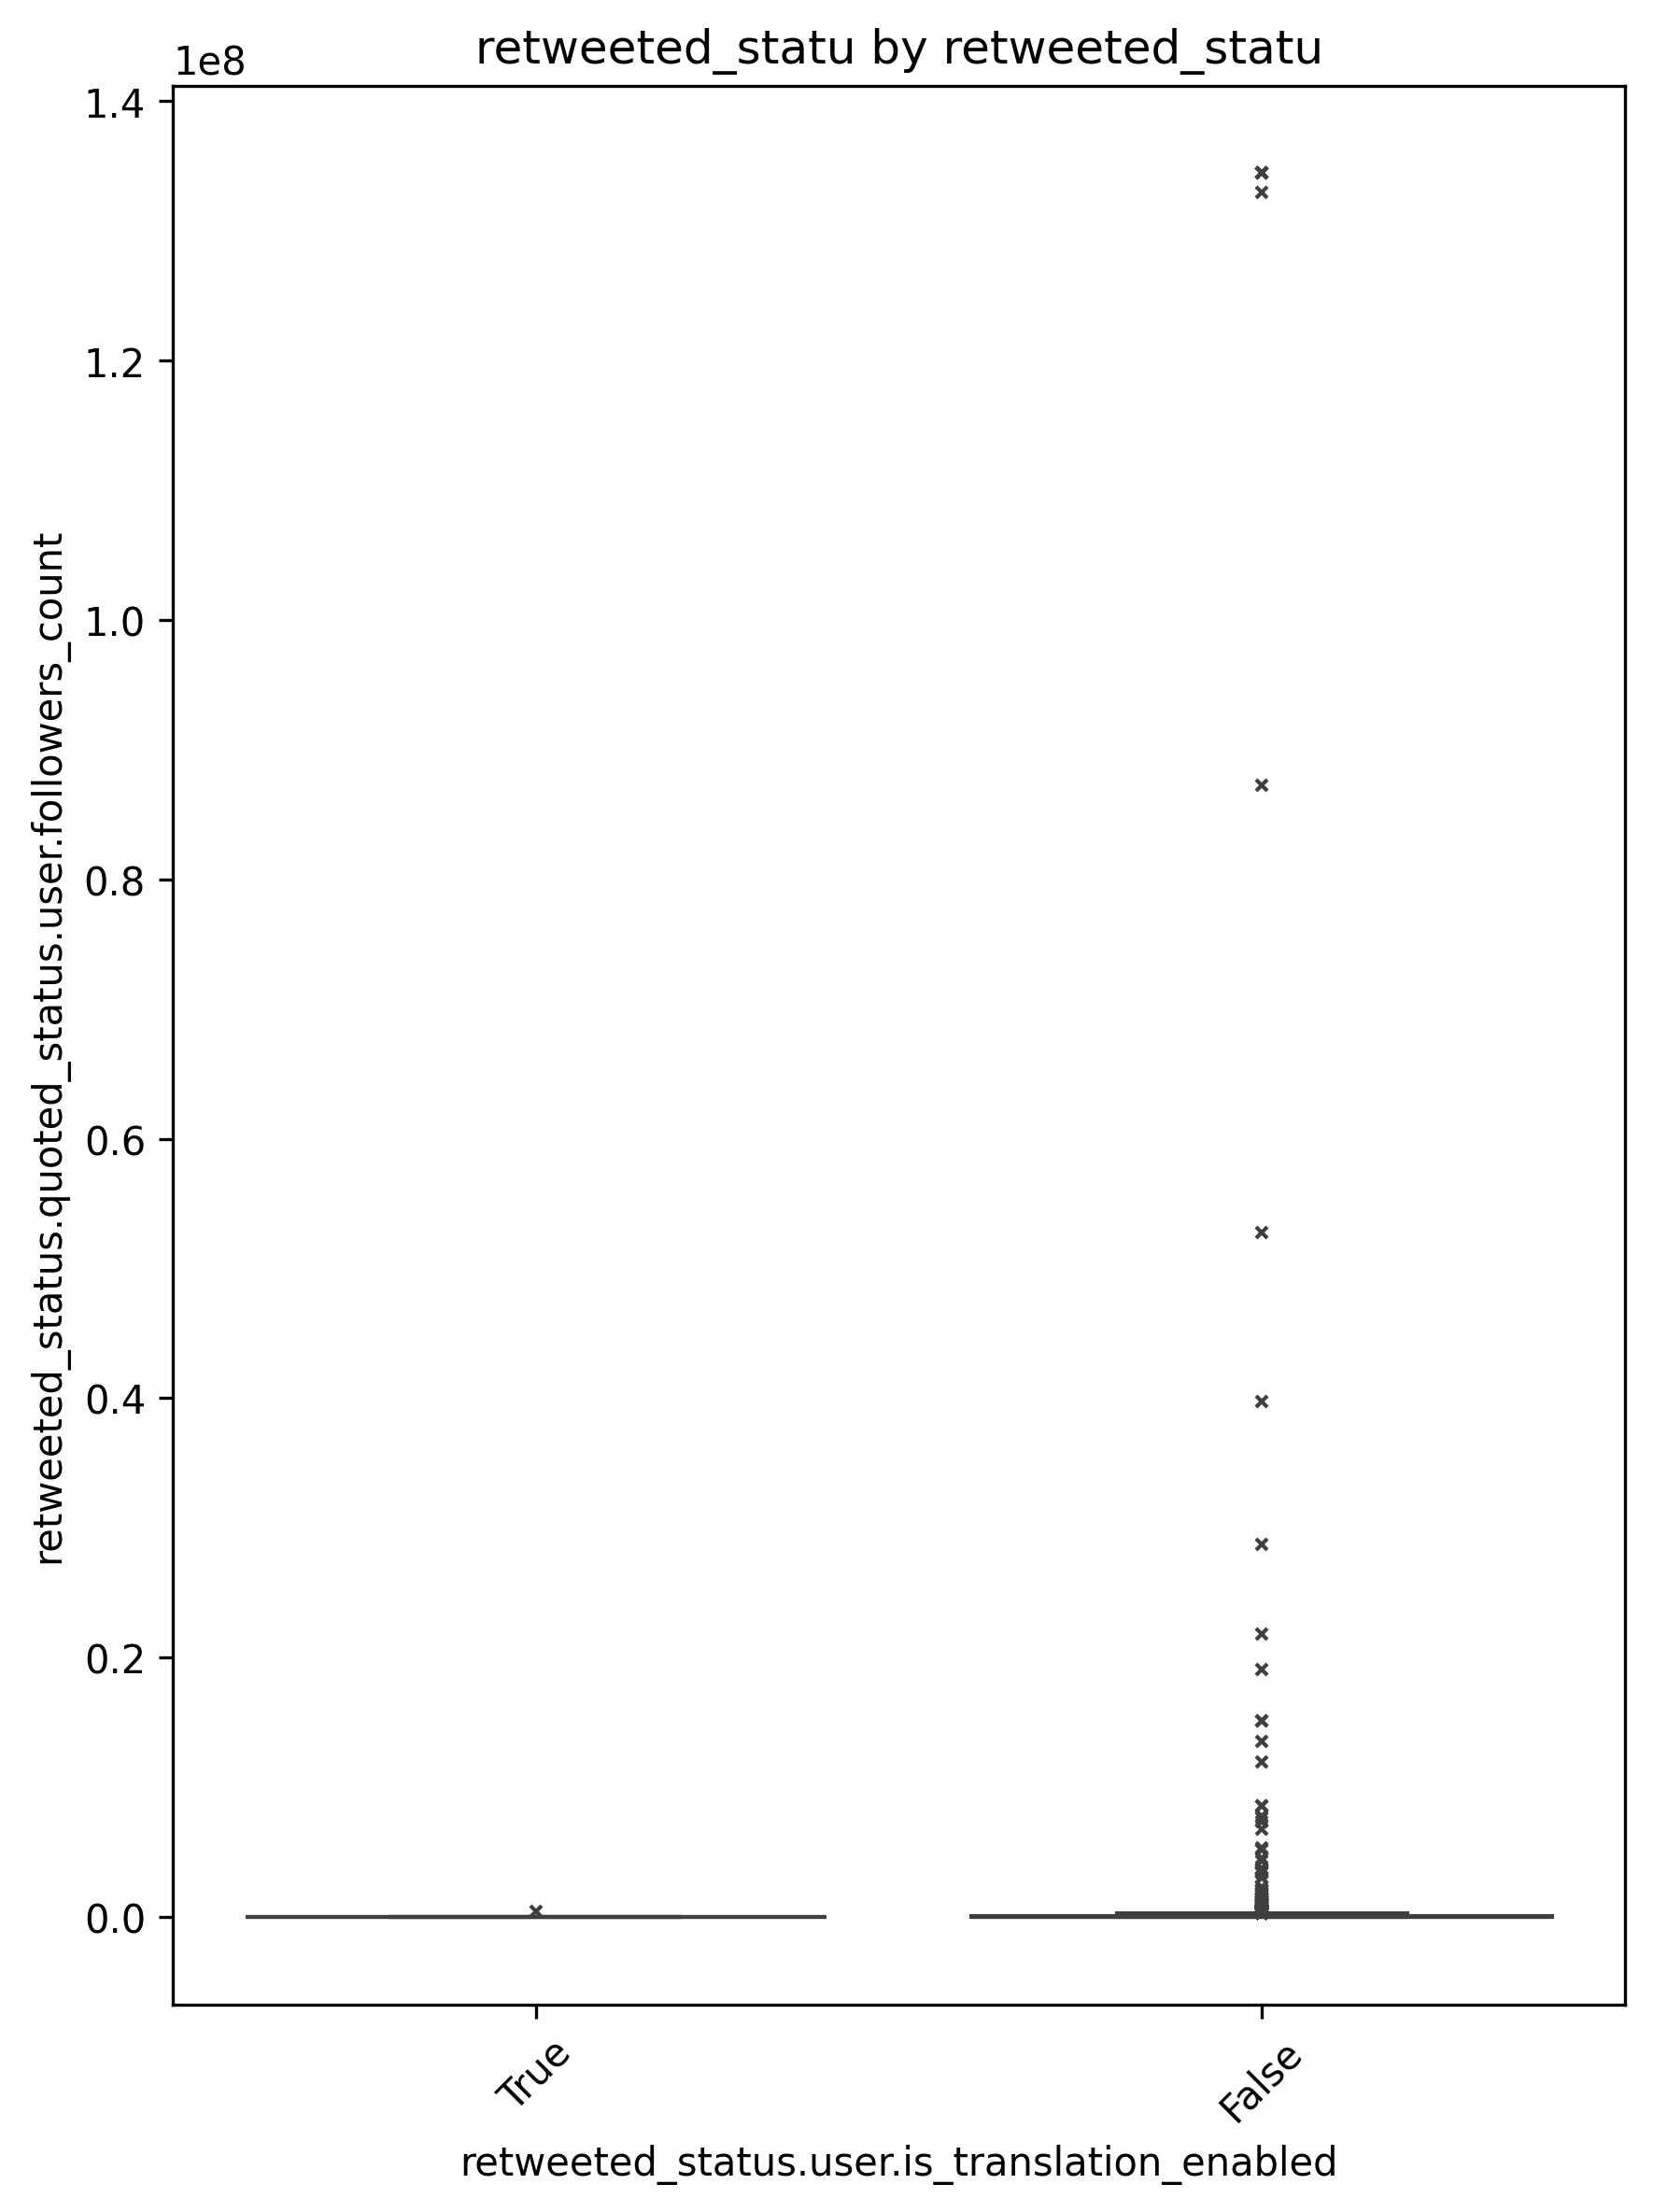 retweeted_statu by retweeted_statu
1e8
1.4
1.2
1.0
0.8
0.6
0.4
0.2
0.0
retweeted_status.quoted_status.user.followers_count
True
False
retweeted_status.user.is_translation_enabled